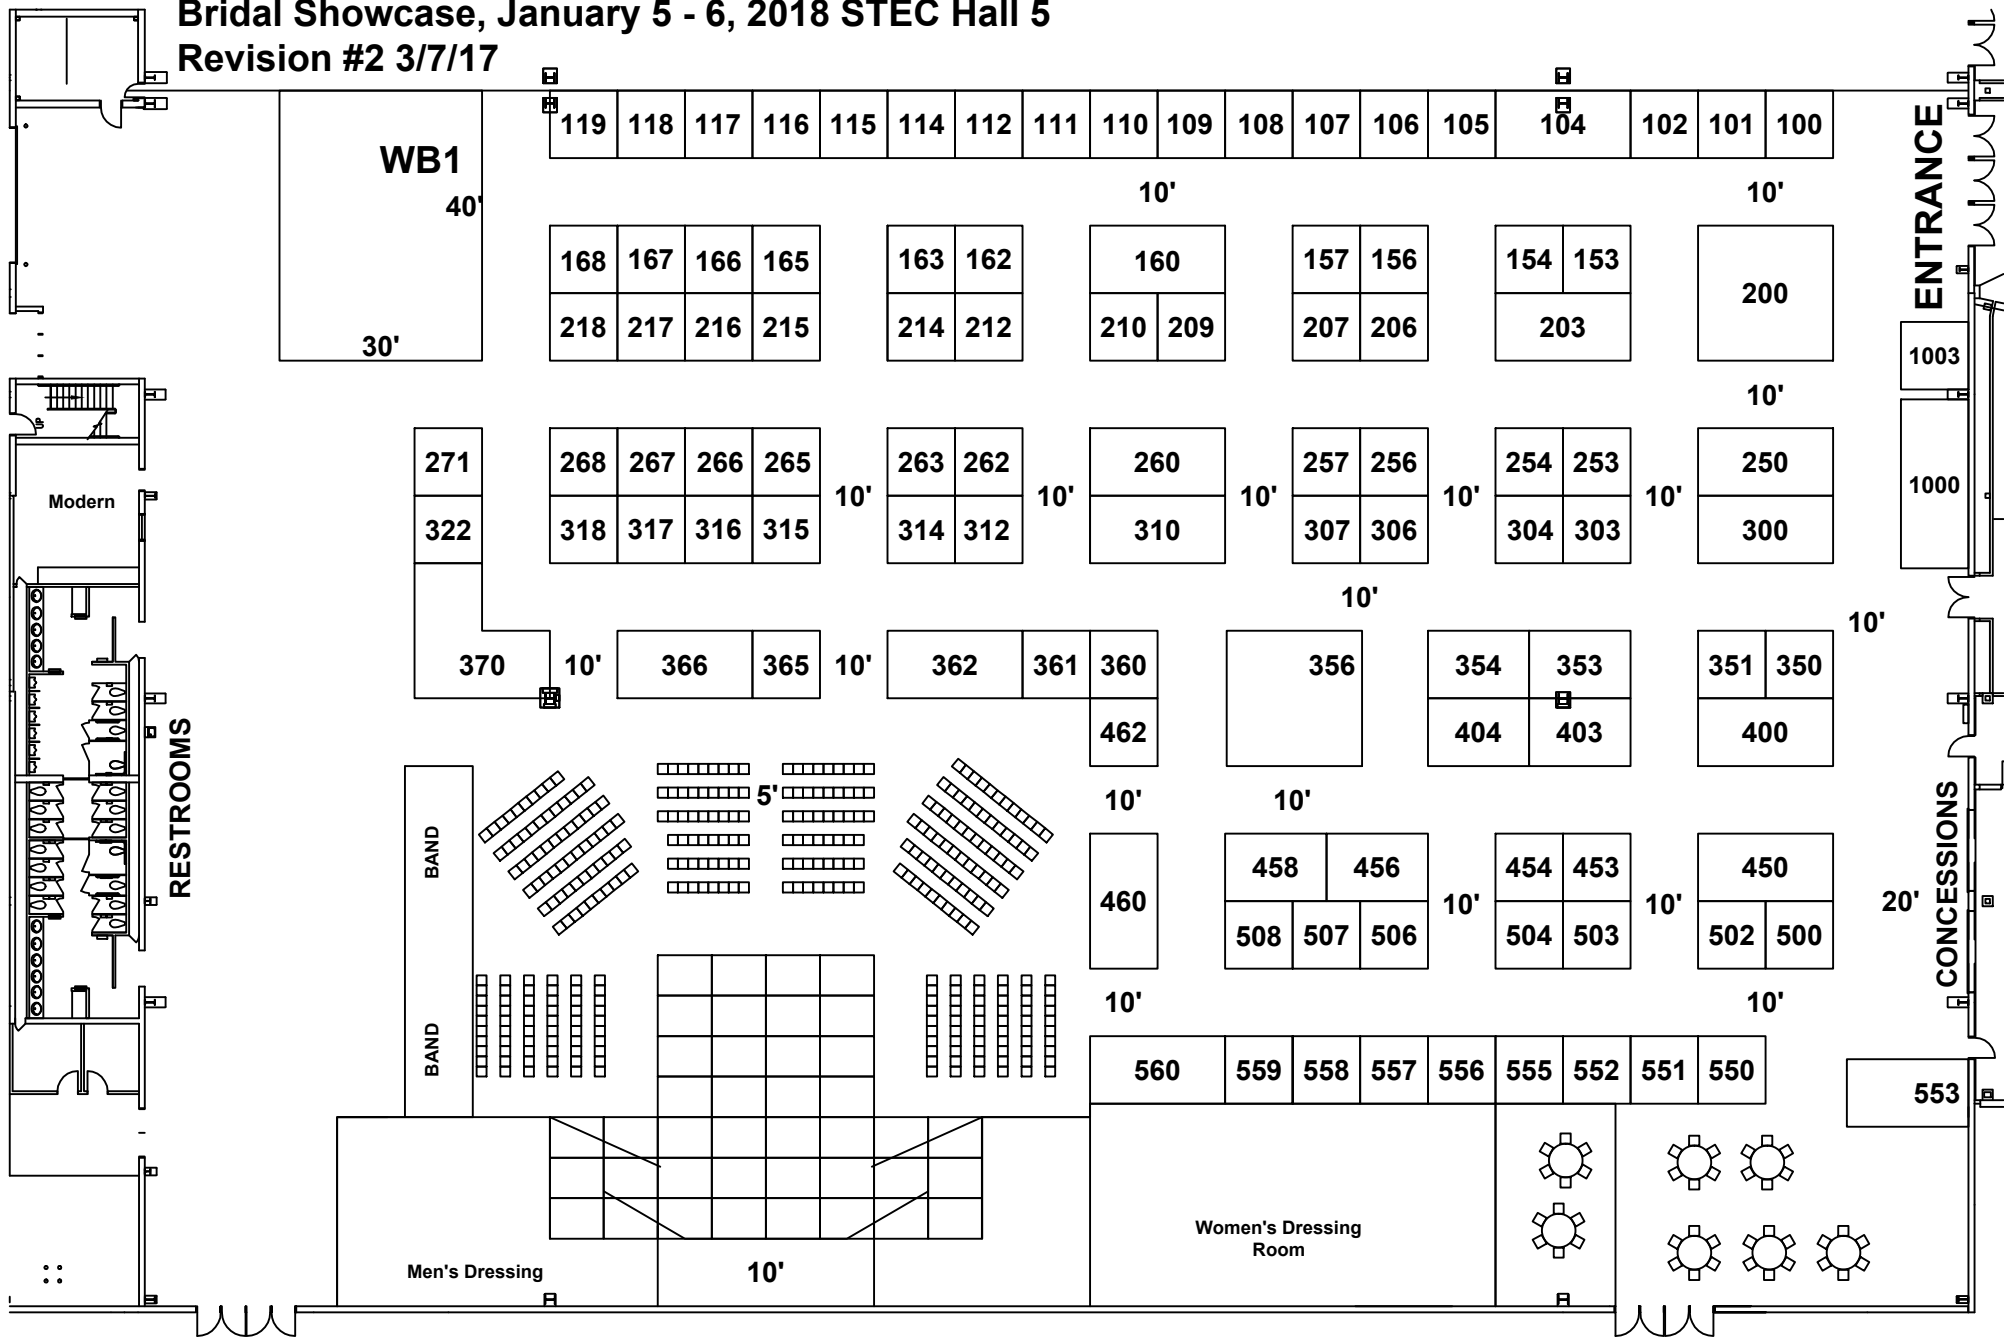 Bridal Showcase, January 5 - 6, 2018 STEC Hall 5
Revision #2 3/7/17
119 118 117 116 115 114 112 111 110 109 108 107 106 105 104 102 101 100
WB1
40'
30'
10' 10'
ENTRANCE
168 167 166 165 163 162 160 157 156 154 153 200
218 217 216 215 214 212 210 209 207 206 203
1003
10'
UP
271 268 267 266 265 263 262 260 257 256 254 253 250
10' 10' 10' 10' 10'
1000
Modern
322 318 317 316 315 314 312 310 307 306 304 303 300
10'
10'
370 10' 366 365 10' 362 361 360 356 354 353 351 350
462 404 403 400
RESTROOMS
5' 10' 10'
BAND
CONCESSIONS
458 456 454 453 450
460 10' 10' 20'
508 507 506 504 503 502 500
10' 10'
BAND
560 559 558 557 556 555 552 551 550
553
Women's Dressing
Room
Men's Dressing
10'